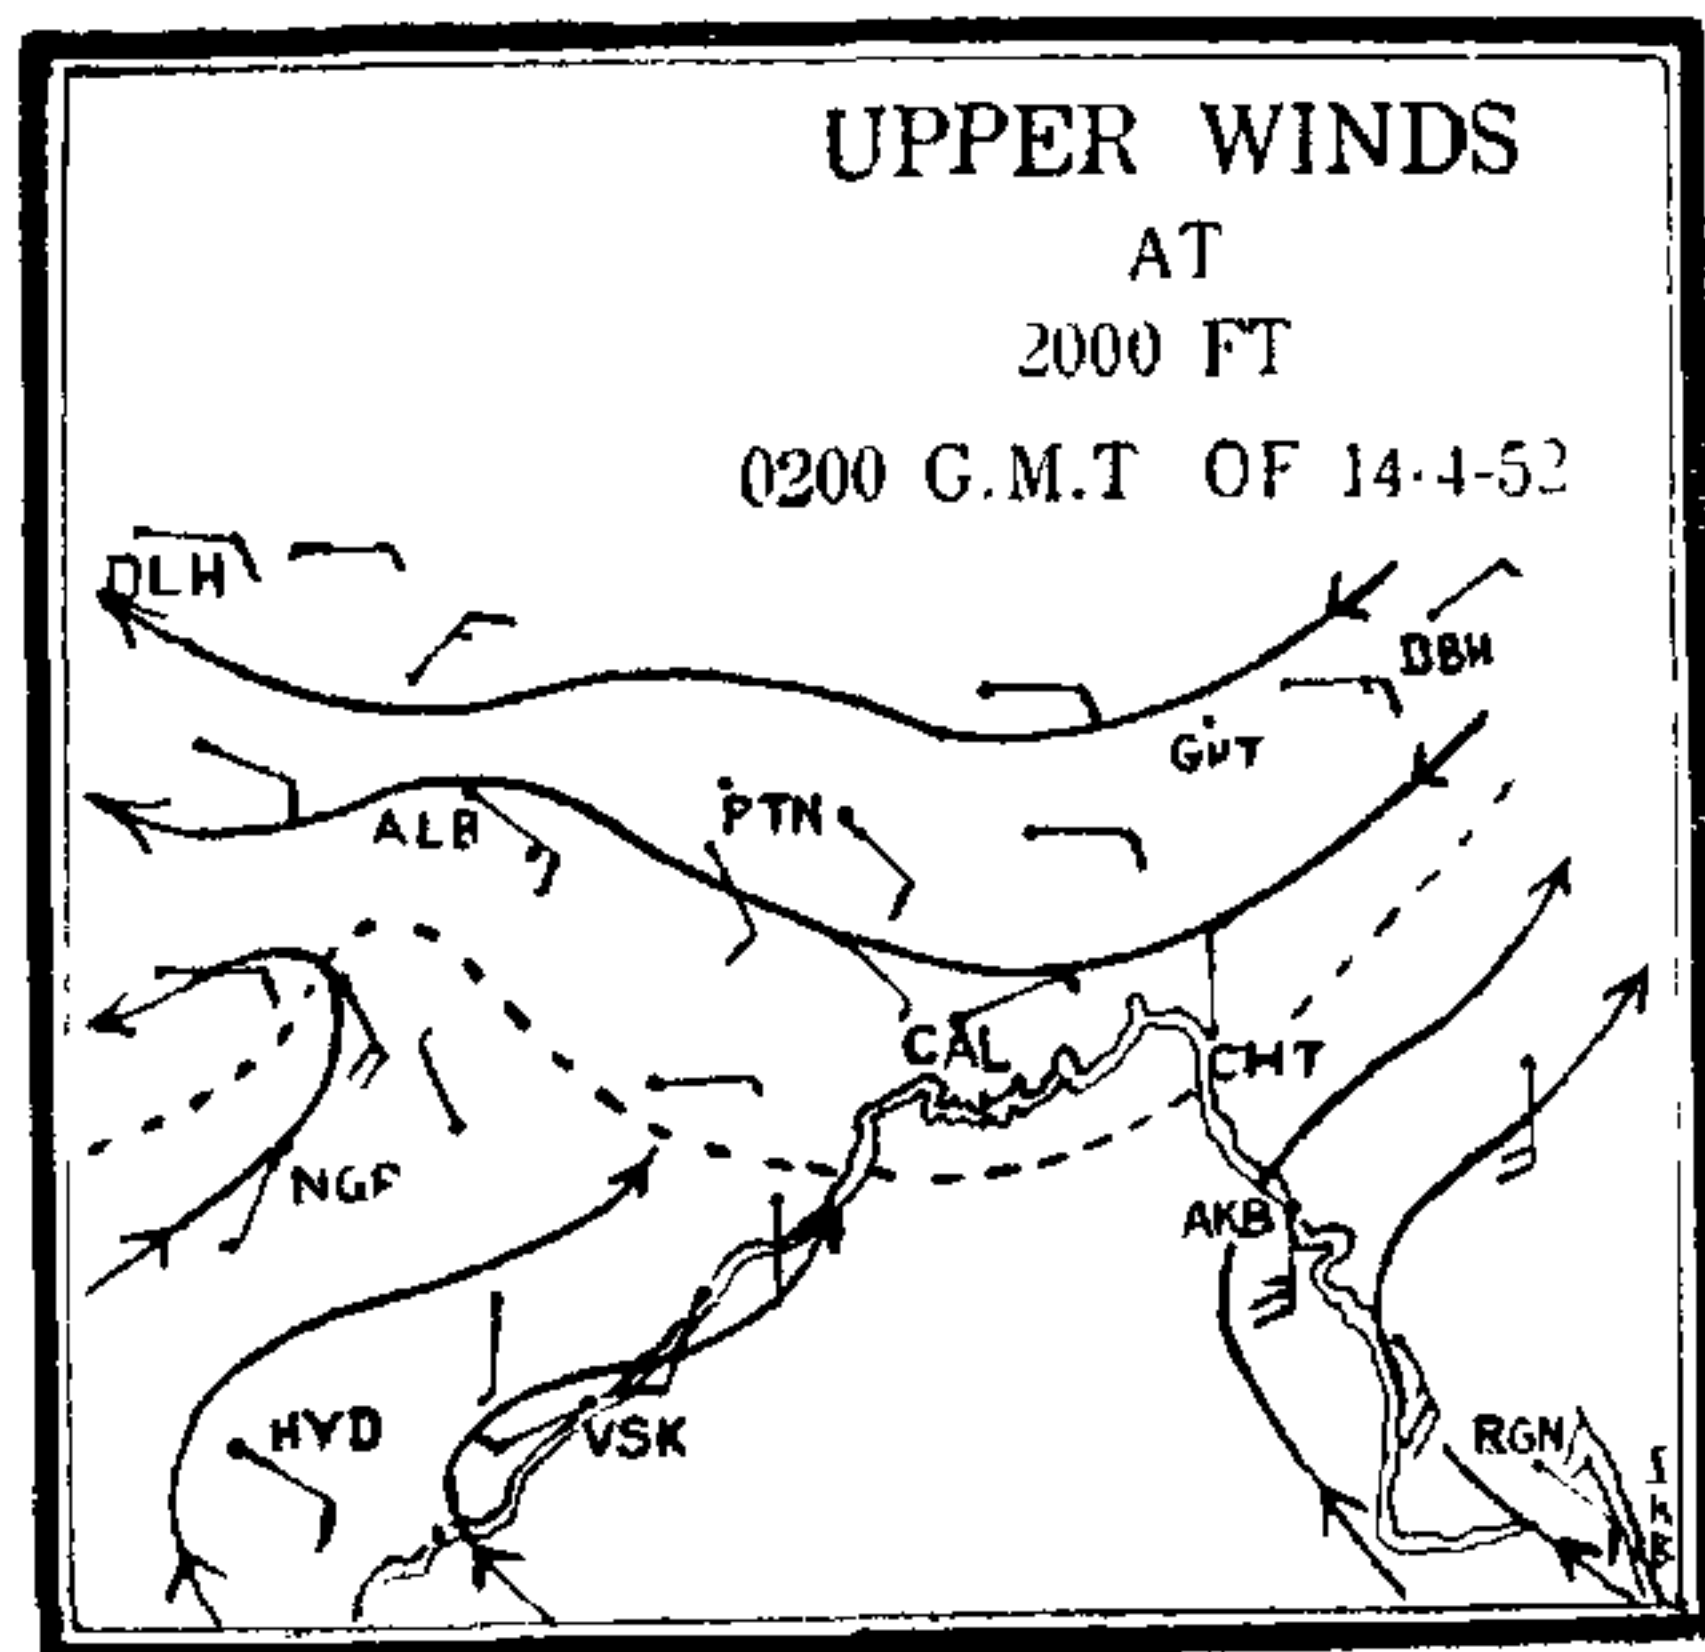 UPPER WINDS
AT
2000 FT
0200 G.M.T OF 14-4-52
DLH
DBH
GHT
ALB
PTN
CAL
CHT
NGP
AKB
HYD
VSK
RGN